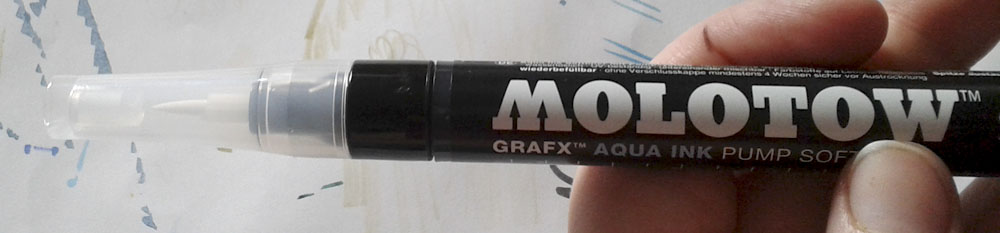 wiederbefüllbar · ohne Verschlusskappe mindestens 4 Wochen sicher vor Austrocknung
MOLOTOW™
GRAFX™ AQUA INK PUMP SOFT